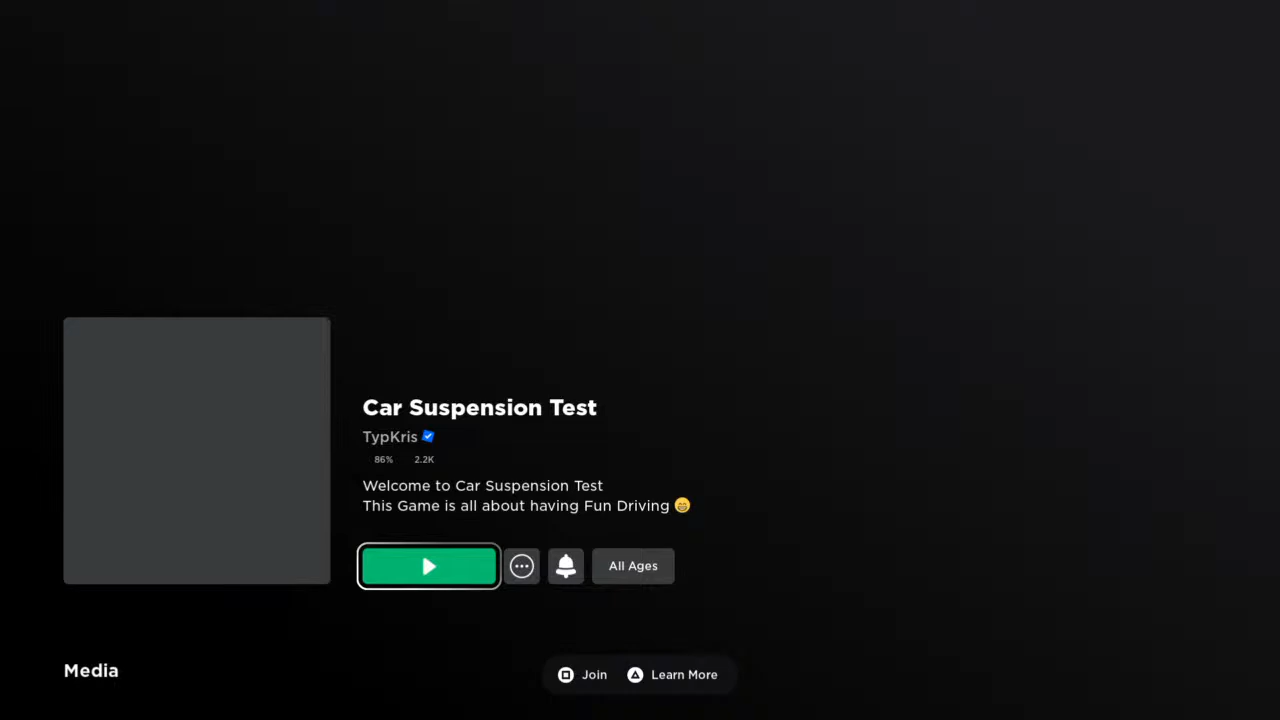 Car Suspension Test
TypKris
86% 2.2K
Welcome to Car Suspension Test
This Game is all about having Fun Driving 😁
All Ages
Media
Join Learn More